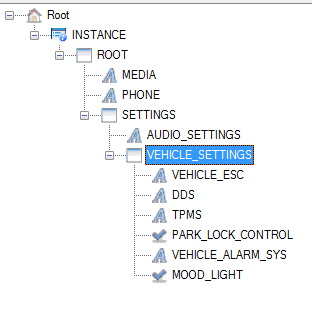 Root
INSTANCE
ROOT
MEDIA
PHONE
SETTINGS
AUDIO_SETTINGS
VEHICLE_SETTINGS
VEHICLE_ESC
DDS
TPMS
PARK_LOCK_CONTROL
VEHICLE_ALARM_SYS
MOOD_LIGHT